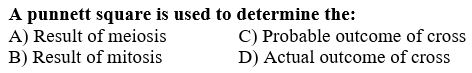 A punnett square is used to determine the:
A) Result of meiosis C) Probable outcome of cross
B) Result of mitosis D) Actual outcome of cross